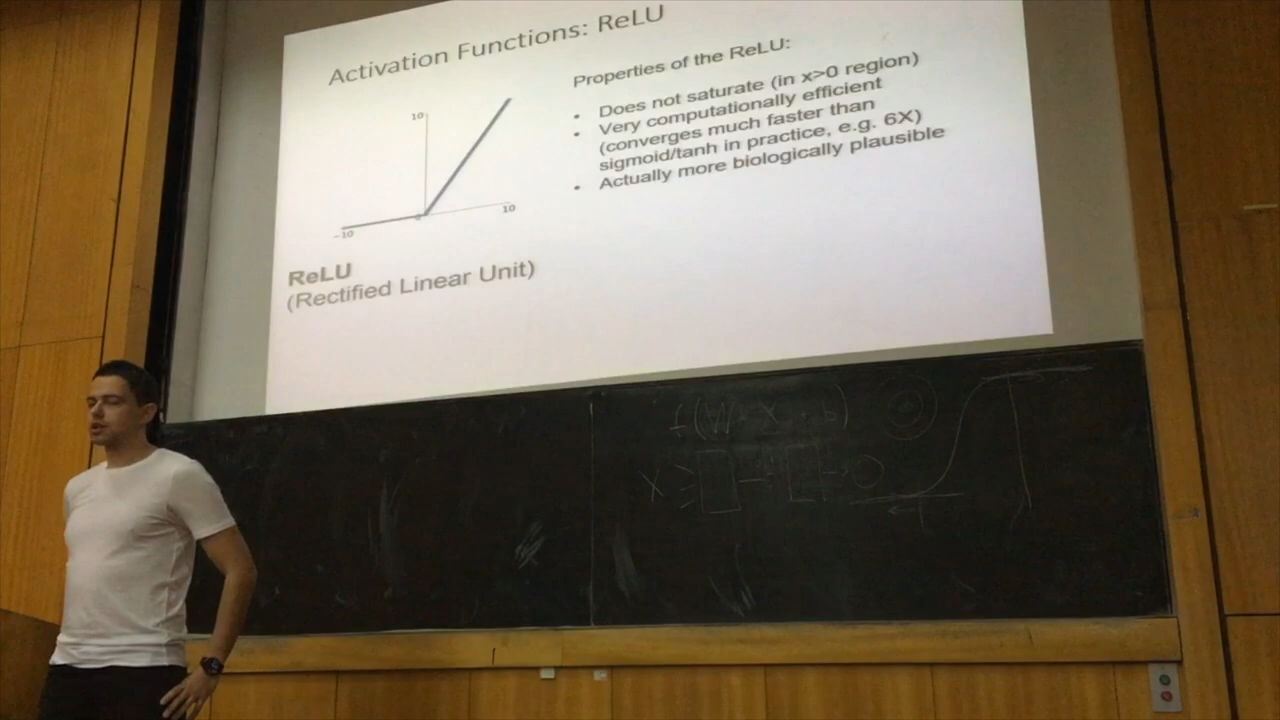 Activation Functions: ReLU
Properties of the ReLU:
• Does not saturate (in x>0 region)
• Very computationally efficient
(converges much faster than
sigmoid/tanh in practice, e.g. 6X)
• Actually more biologically plausible
10
-10
0
10
ReLU
(Rectified Linear Unit)
f(W·X + b)
X